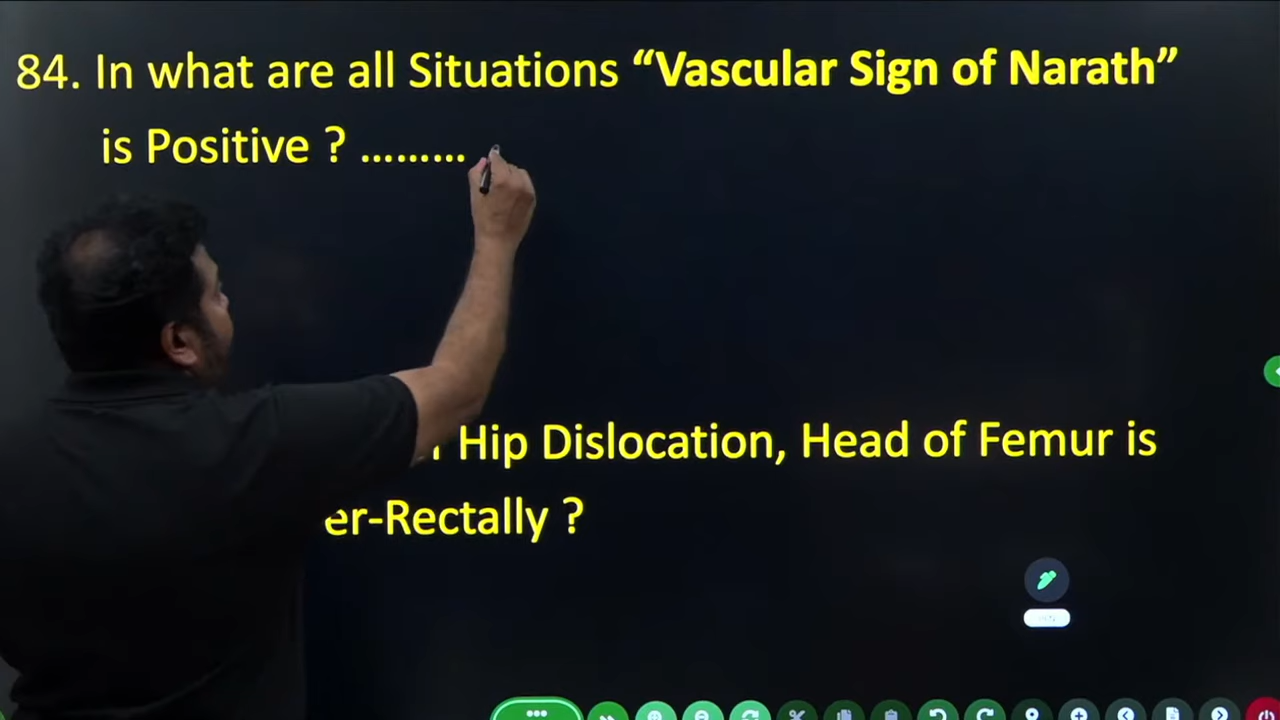 84. In what are all Situations “Vascular Sign of Narath”
is Positive ? .........
Hip Dislocation, Head of Femur is
er-Rectally ?